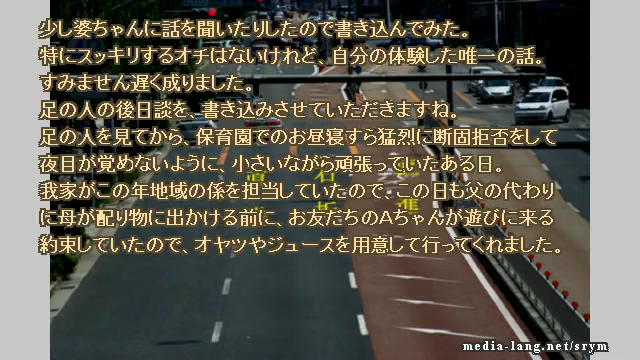 少し婆ちゃんに話を聞いたりしたので書き込んでみた。
特にスッキリするオチはないけれど、自分の体験した唯一の話。
すみません遅く成りました。
足の人の後日談を、書き込みさせていただきますね。
足の人を見てから、保育園でのお昼寝すら猛烈に断固拒否をして
夜目が覚めないように、小さいながら頑張っていたある日。
我家がこの年地域の係を担当していたので、この日も父の代わり
に母が配り物に出かける前に、お友だちのAちゃんが遊びに来る
約束していたので、オヤツやジュースを用意して行ってくれました。
media-lang.net/srym